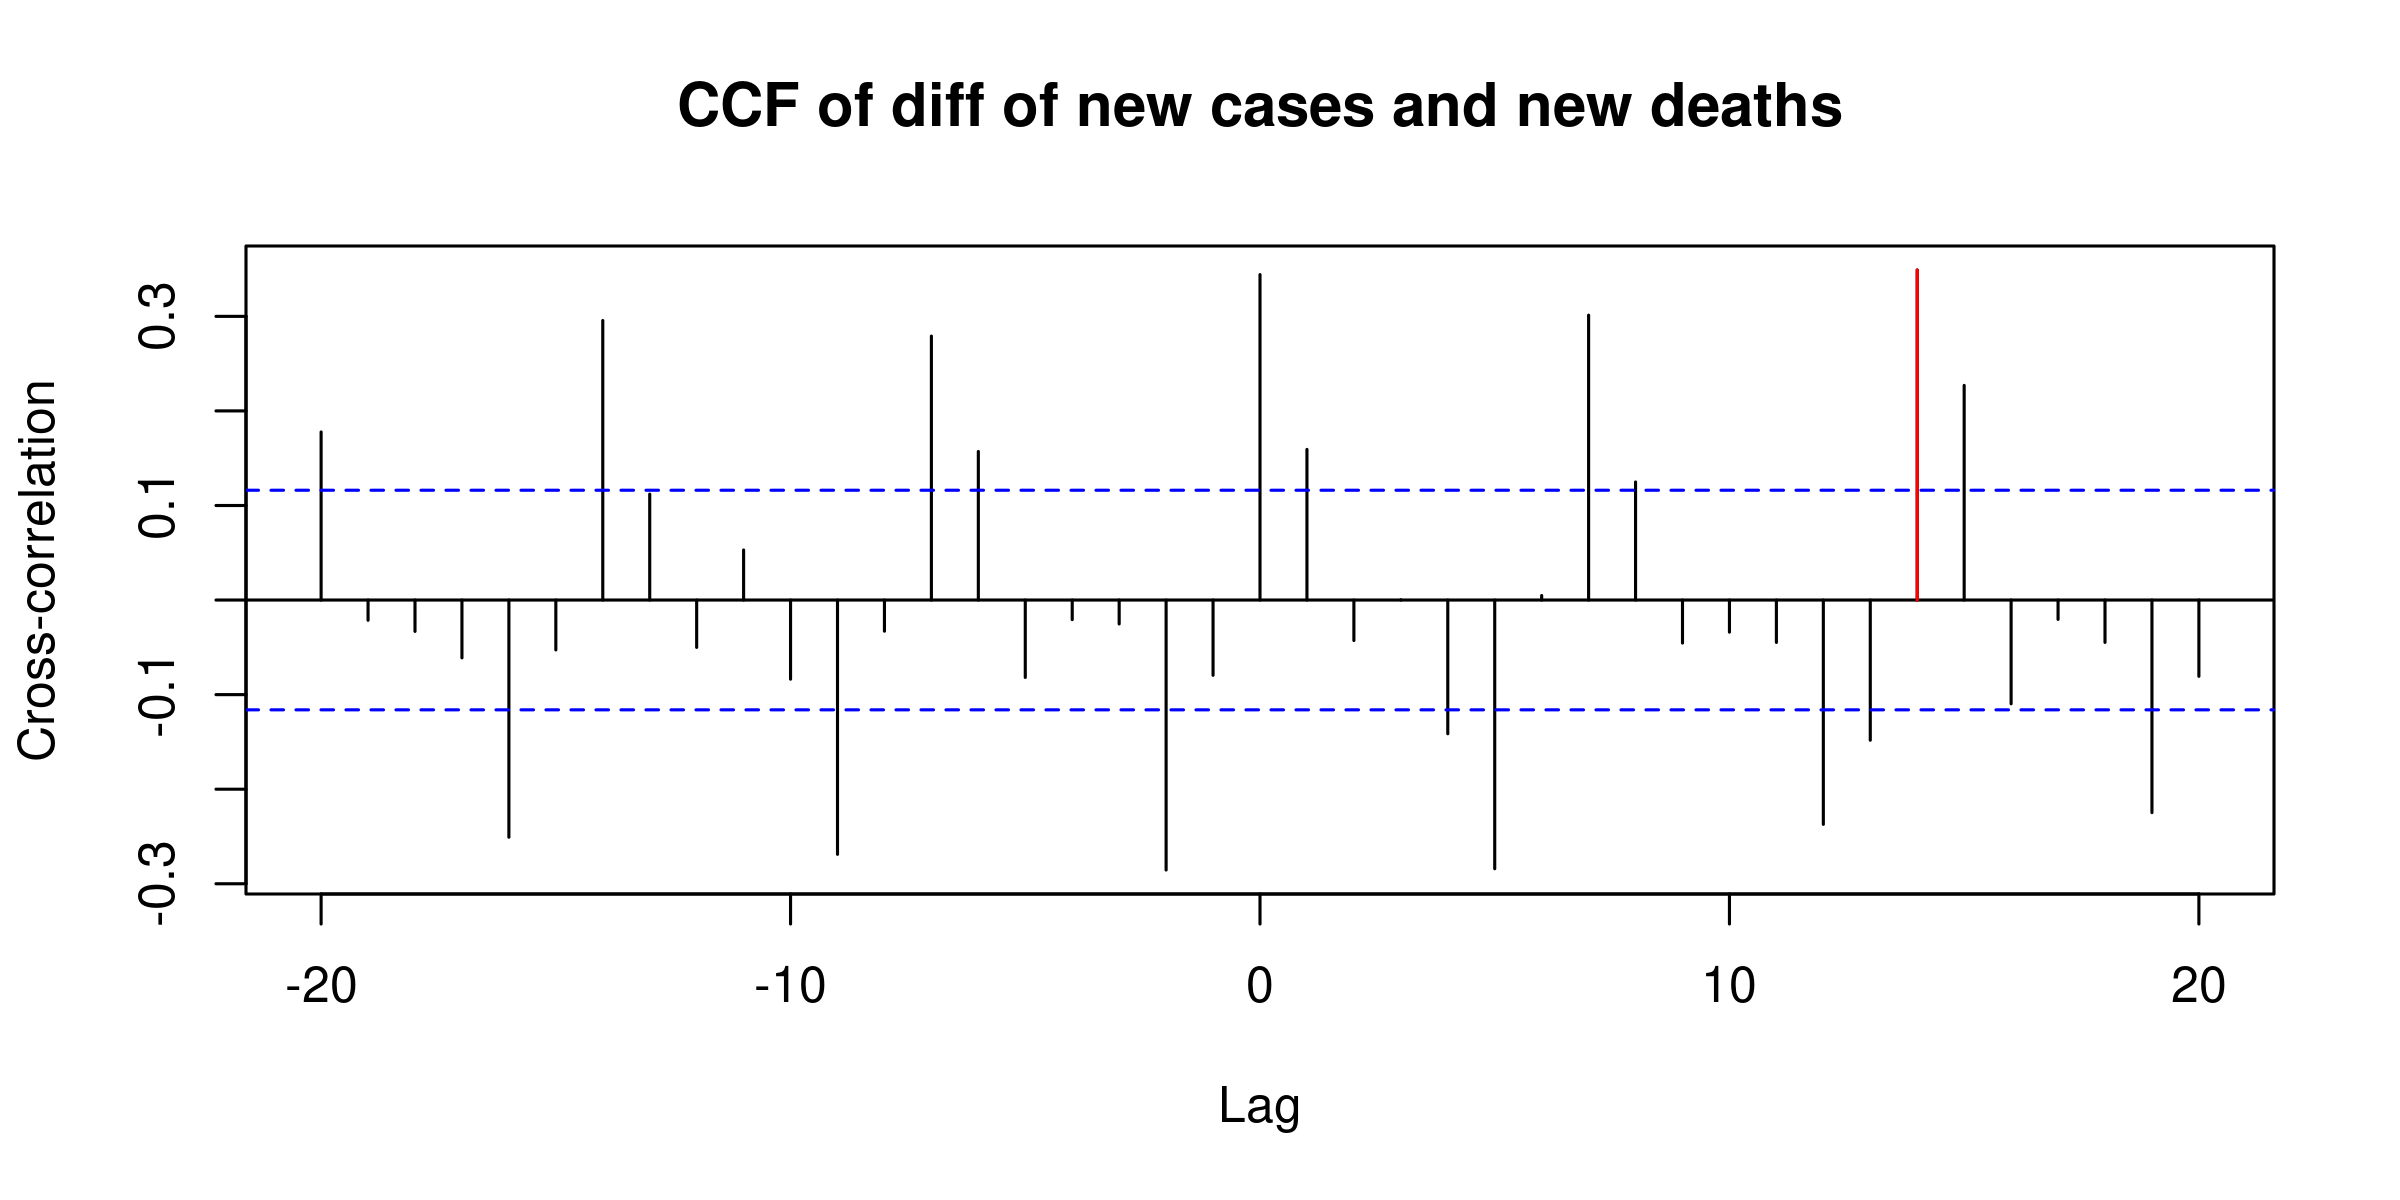 CCF of diff of new cases and new deaths
Cross-correlation
0.3
0.1
-0.1
-0.3
-20 -10 0 10 20
Lag